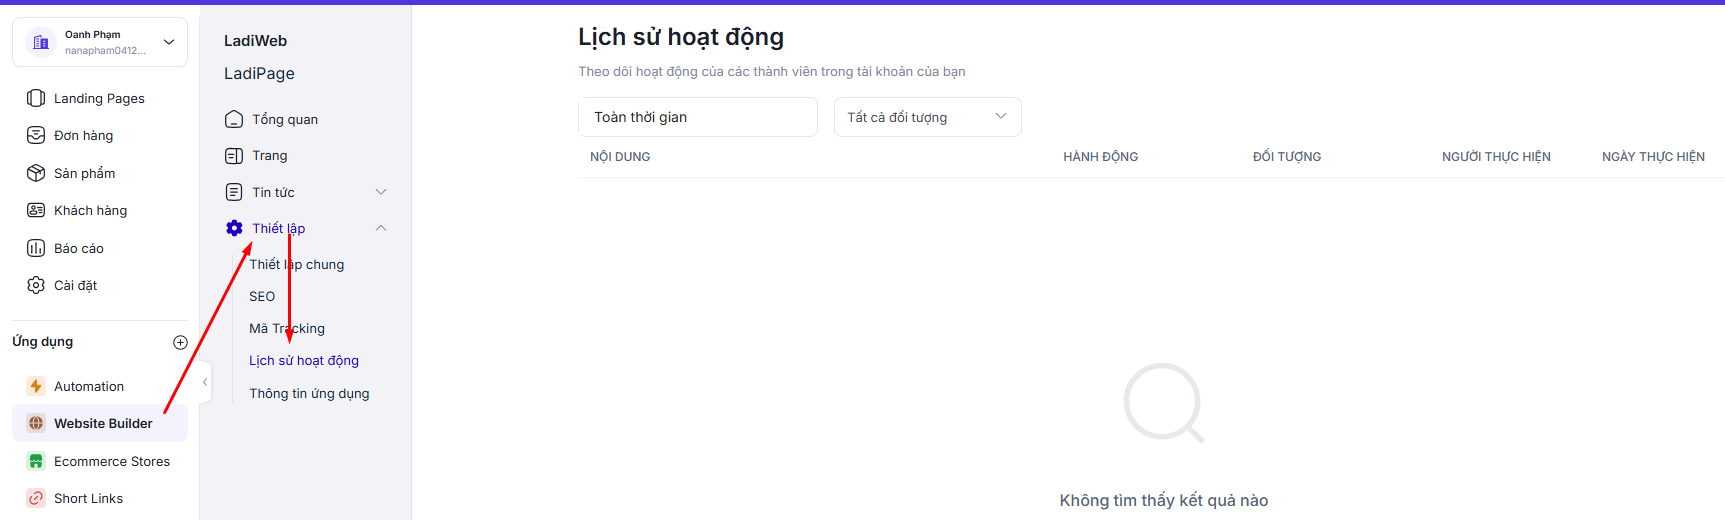 Oanh Phạm
nanapham0412...
Landing Pages
Đơn hàng
Sản phẩm
Khách hàng
Báo cáo
Cài đặt
Ứng dụng
Automation
Website Builder
Ecommerce Stores
Short Links
LadiWeb
LadiPage
Tổng quan
Trang
Tin tức
Thiết lập
Thiết lập chung
SEO
Mã Tracking
Lịch sử hoạt động
Thông tin ứng dụng
Lịch sử hoạt động
Theo dõi hoạt động của các thành viên trong tài khoản của bạn
Toàn thời gian Tất cả đối tượng
NỘI DUNG HÀNH ĐỘNG ĐỐI TƯỢNG NGƯỜI THỰC HIỆN NGÀY THỰC HIỆN
Không tìm thấy kết quả nào